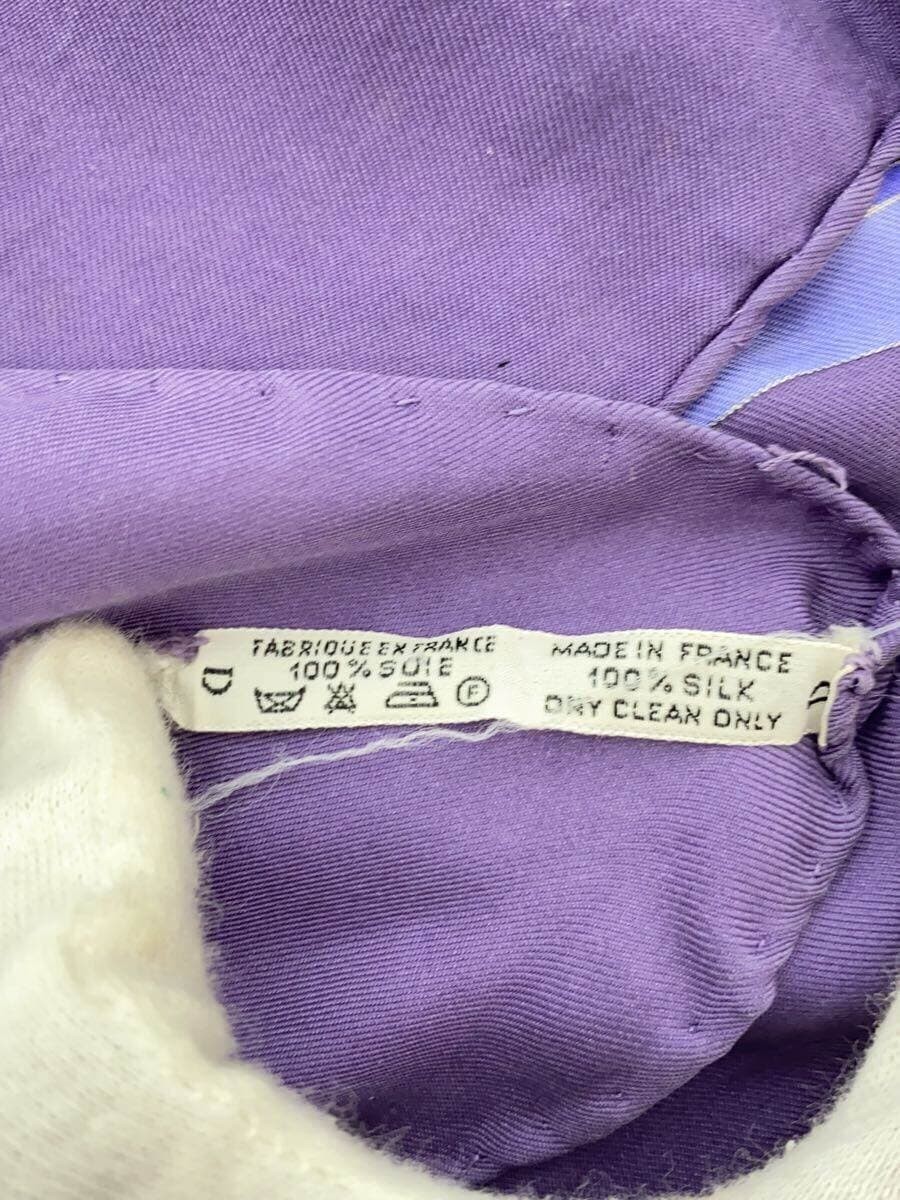 FABRIQUE EN FRANCE
100 % SOIE
F
D
MADE IN FRANCE
100 % SILK
DRY CLEAN ONLY